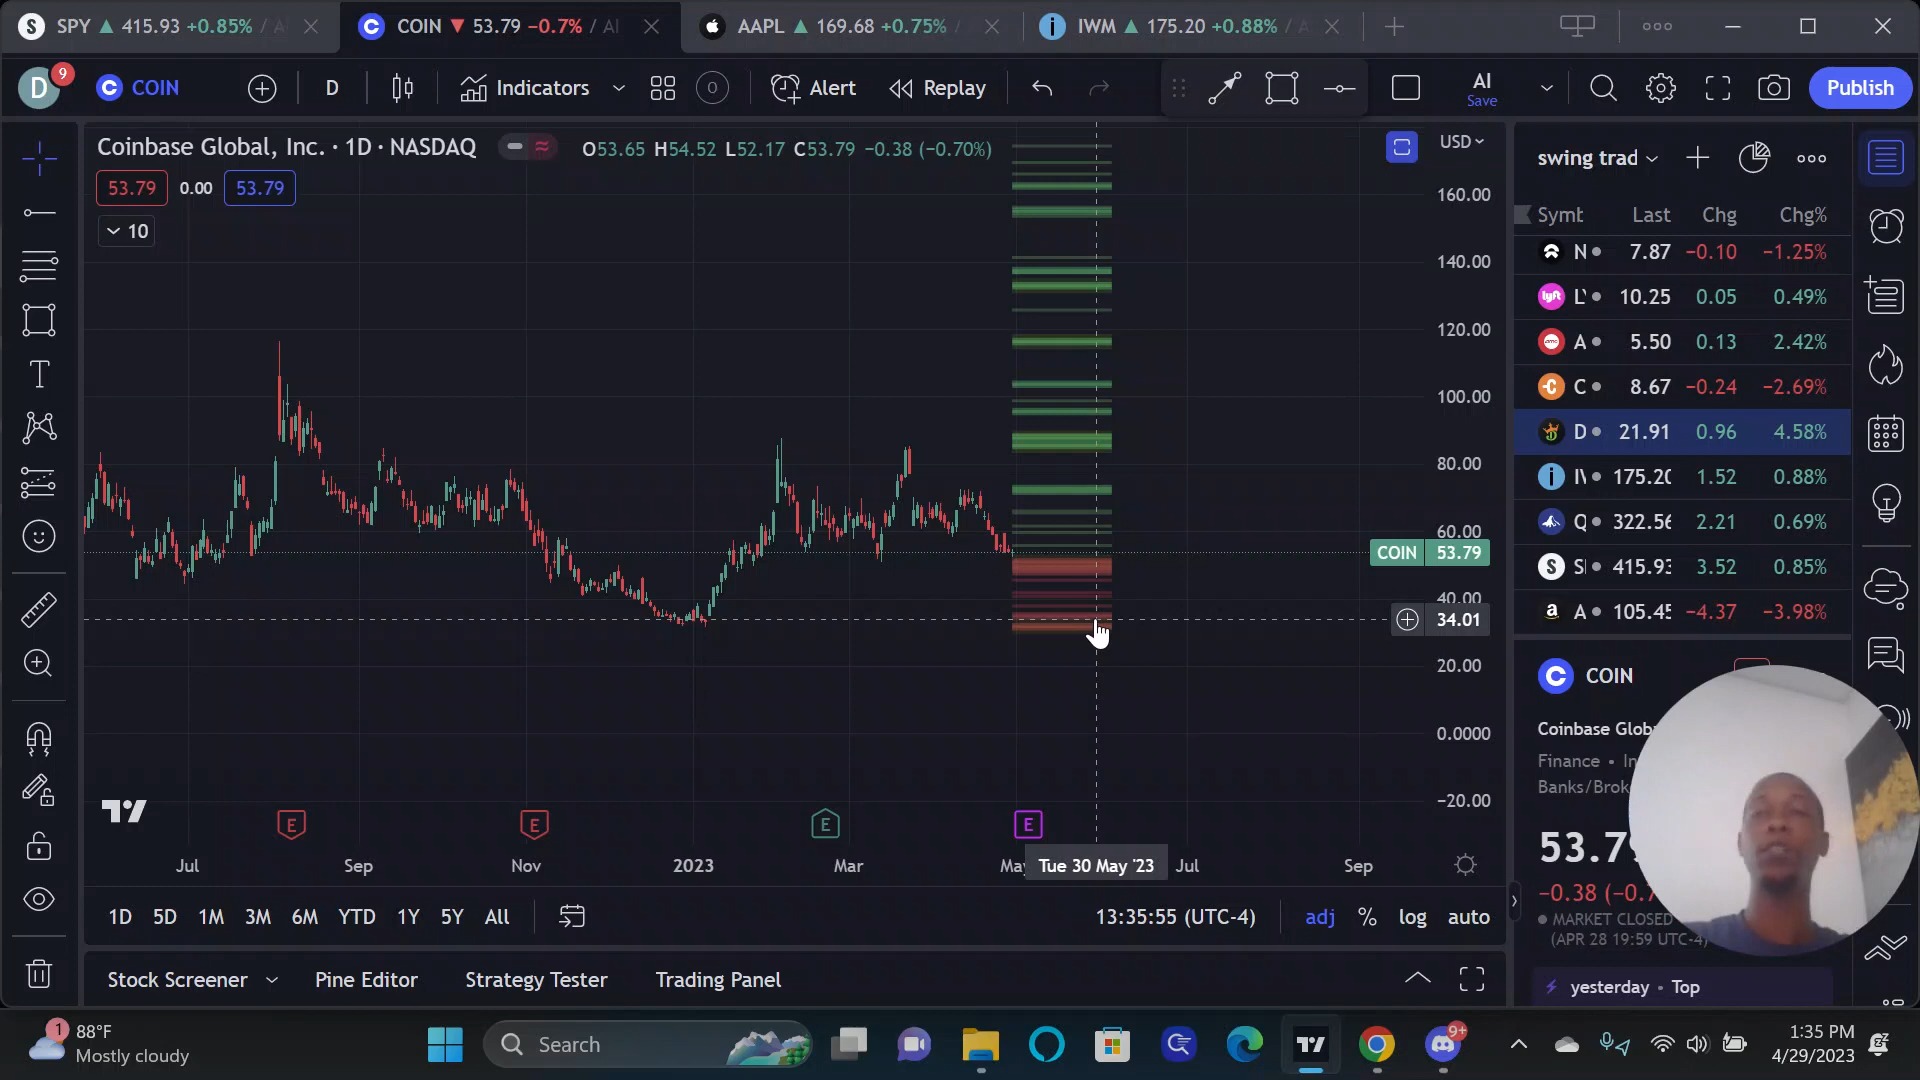 SPY 415.93 +0.85% / A
COIN 53.79 −0.7% / AI
AAPL 169.68 +0.75% /
IWM 175.20 +0.88% / A
D 9 COIN D Indicators Alert Replay AI Save Publish
Coinbase Global, Inc. · 1D · NASDAQ O53.65 H54.52 L52.17 C53.79 −0.38 (−0.70%)
53.79 0.00 53.79
10
USD
160.00
140.00
120.00
100.00
80.00
60.00
COIN 53.79
40.00
34.01
20.00
0.0000
−20.00
E E E E
Jul Sep Nov 2023 Mar May Tue 30 May '23 Jul Sep
1D 5D 1M 3M 6M YTD 1Y 5Y All 13:35:55 (UTC-4) adj % log auto
Stock Screener Pine Editor Strategy Tester Trading Panel
swing trad
Symb Last Chg Chg%
N 7.87 −0.10 −1.25%
lyft L 10.25 0.05 0.49%
A 5.50 0.13 2.42%
C 8.67 −0.24 −2.69%
D 21.91 0.96 4.58%
IV 175.20 1.52 0.88%
Q 322.56 2.21 0.69%
S 415.93 3.52 0.85%
A 105.45 −4.37 −3.98%
COIN
Coinbase Glob
Finance • In
Banks/Brok
53.79
−0.38 (−0.7
MARKET CLOSED
(APR 28 19:59 UTC-4)
yesterday • Top
1 88°F
Mostly cloudy
Search
9+
1:35 PM
4/29/2023